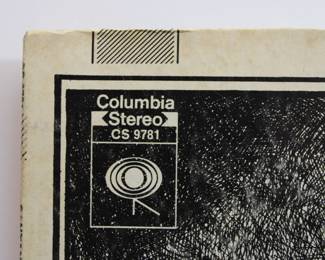 Columbia
Stereo
CS 9781